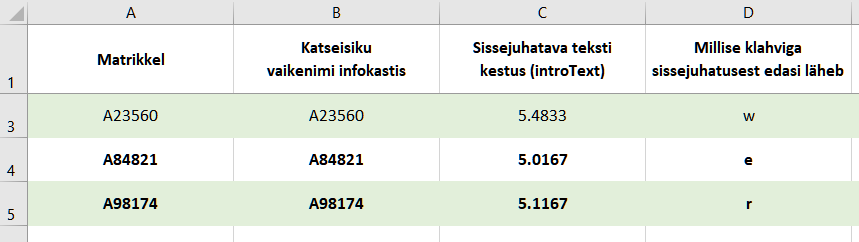 A B C D
1 Matrikkel Katseisiku vaikenimi infokastis Sissejuhatava teksti kestus (introText) Millise klahviga sissejuhatusest edasi läheb
3 A23560 A23560 5.4833 w
4 A84821 A84821 5.0167 e
5 A98174 A98174 5.1167 r